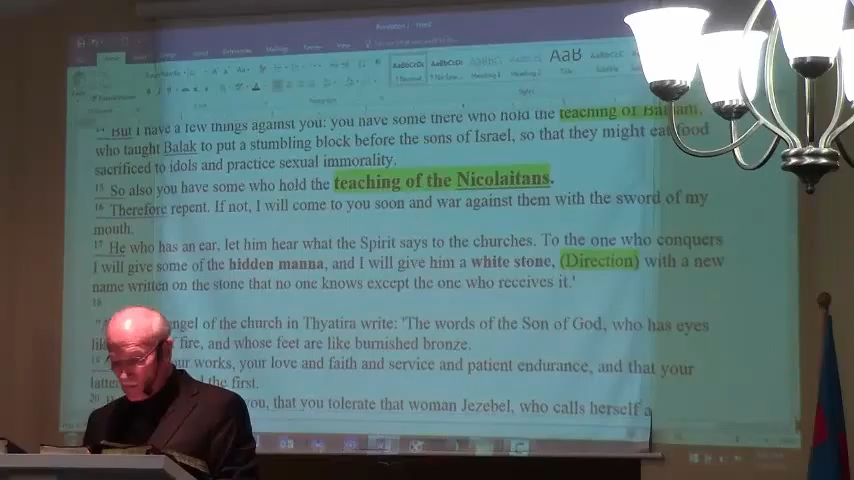 Mailings Review View
AaBbCcDc AaBbCcDc AaBbCc AaBbCc AaB
But I have a few things against you: you have some there who hold the teaching of
who taught Balak to put a stumbling block before the sons of Israel, so that they might eat food
sacrificed to idols and practice sexual immorality.
15 So also you have some who hold the teaching of the Nicolaitans.
16 Therefore repent. If not, I will come to you soon and war against them with the sword of my
mouth.
17 He who has an ear, let him hear what the Spirit says to the churches. To the one who conquers
I will give some of the hidden manna, and I will give him a white stone, (Direction) with a new
name written on the stone that no one knows except the one who receives it.'
18
angel of the church in Thyatira write: 'The words of the Son of God, who has eyes
fire, and whose feet are like burnished bronze.
works, your love and faith and service and patient endurance, and that your
the first.
20 you, that you tolerate that woman Jezebel, who calls herself a